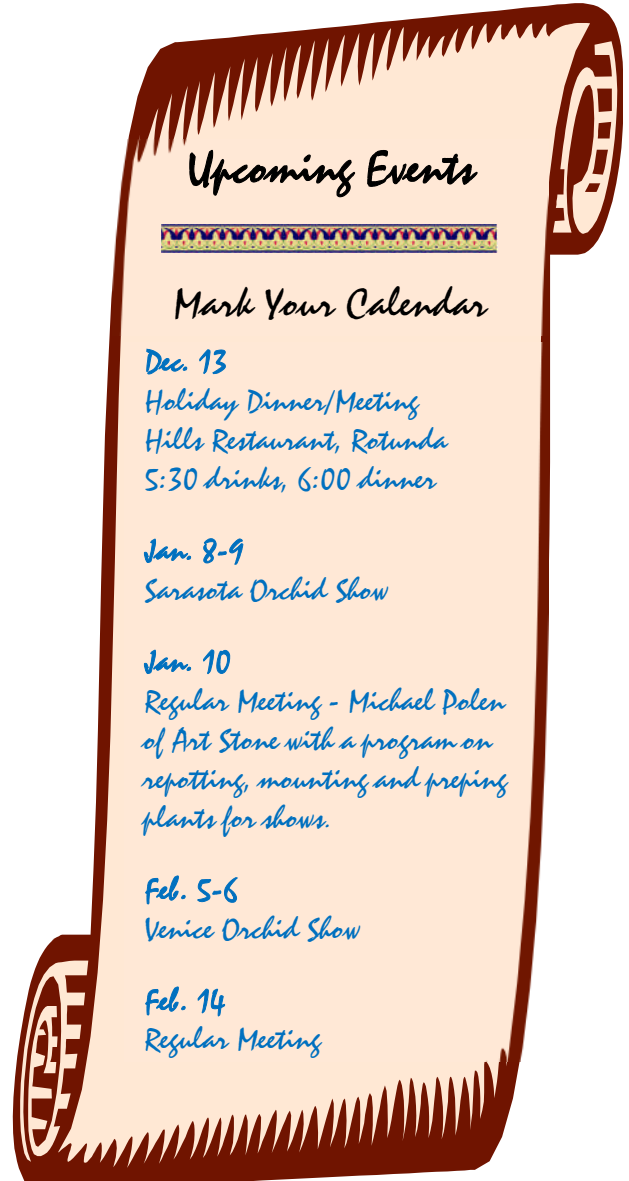 Upcoming Events
Mark Your Calendar
Dec. 13
Holiday Dinner/Meeting
Hills Restaurant, Rotunda
5:30 drinks, 6:00 dinner
Jan. 8-9
Sarasota Orchid Show
Jan. 10
Regular Meeting - Michael Polen
of Art Stone with a program on
repotting, mounting and preping
plants for shows.
Feb. 5-6
Venice Orchid Show
Feb. 14
Regular Meeting